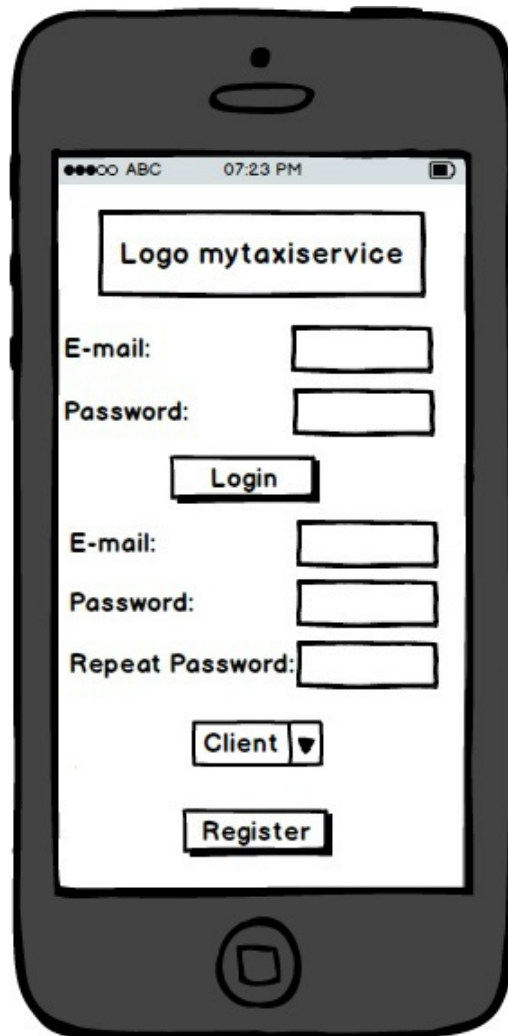 ABC 07:23 PM
Logo mytaxiservice
E-mail:
Password:
Login
E-mail:
Password:
Repeat Password:
Client
Register